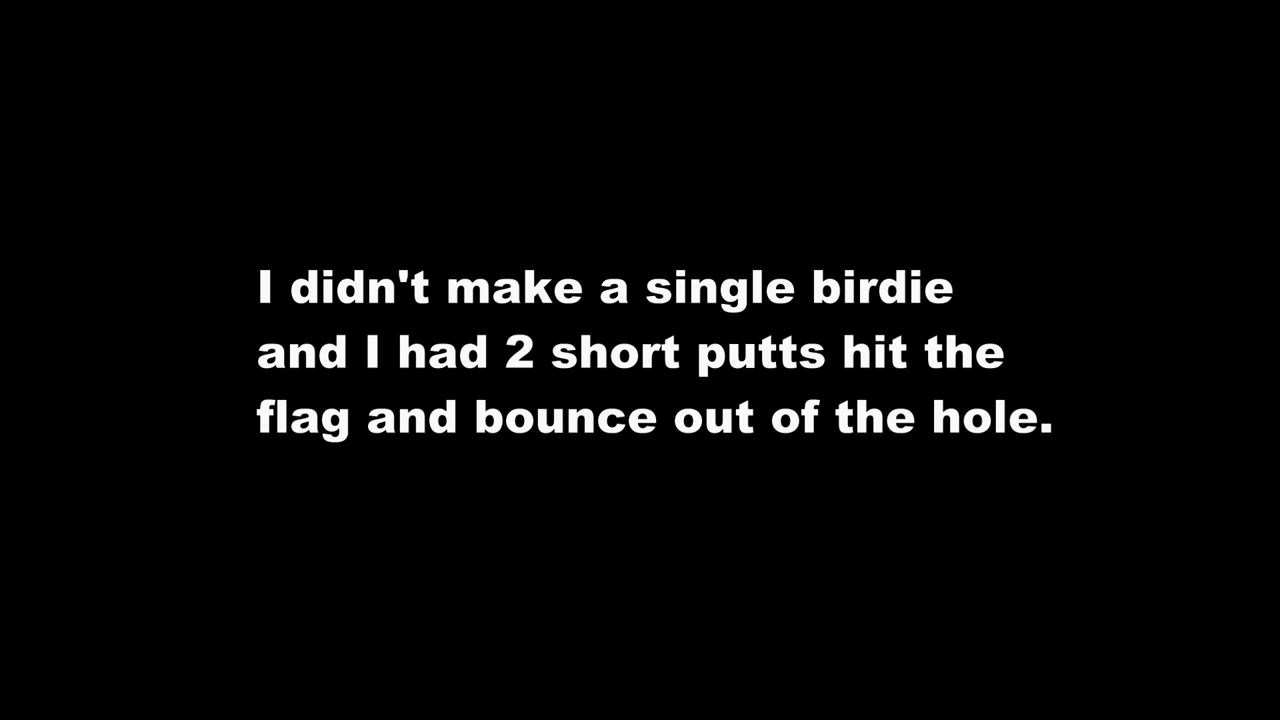 I didn't make a single birdie
and I had 2 short putts hit the
flag and bounce out of the hole.